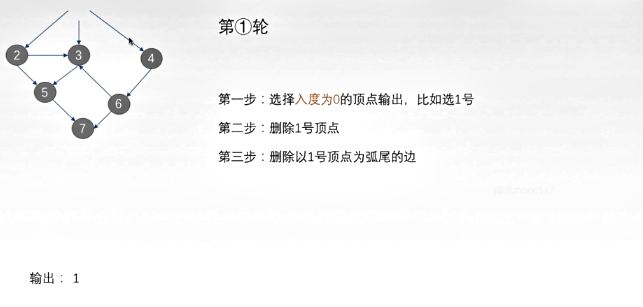 第①轮
2
3
4
第一步：选择入度为0的顶点输出，比如选1号
5
6
第二步：删除1号顶点
7
第三步：删除以1号顶点为弧尾的边
输出： 1